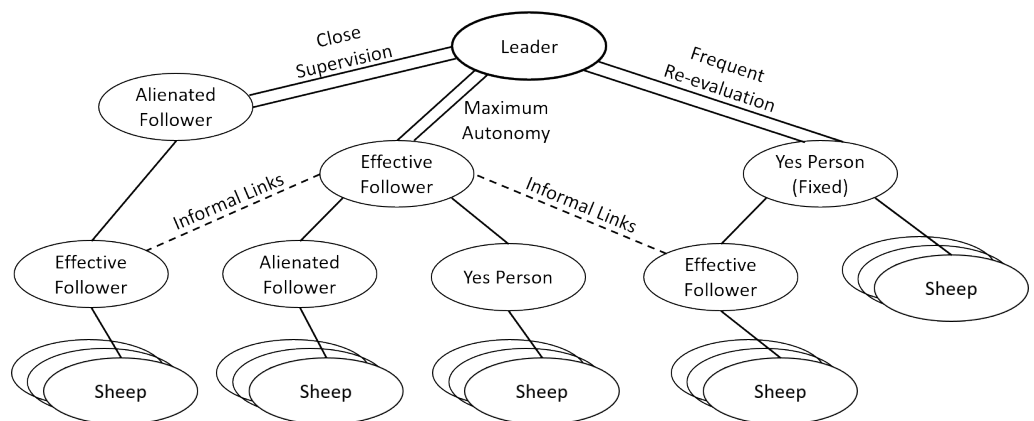 Leader
Close
Supervision
Frequent
Re-evaluation
Alienated
Follower
Maximum
Autonomy
Effective
Follower
Yes Person
(Fixed)
Informal Links
Informal Links
Effective
Follower
Alienated
Follower
Yes Person
Effective
Follower
Sheep
Sheep
Sheep
Sheep
Sheep